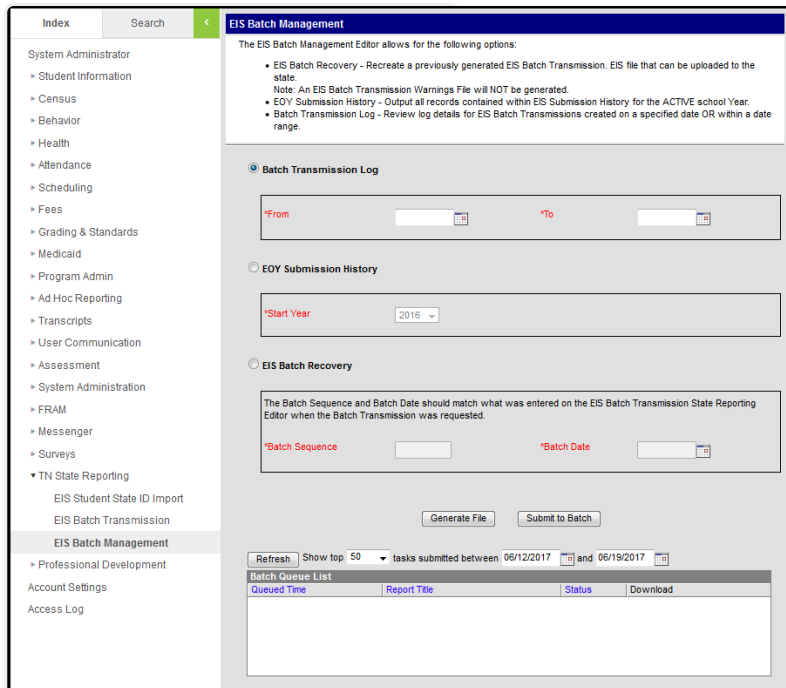 Index
Search
System Administrator
Student Information
Census
Behavior
Health
Attendance
Scheduling
Fees
Grading & Standards
Medicaid
Program Admin
Ad Hoc Reporting
Transcripts
User Communication
Assessment
System Administration
FRAM
Messenger
Surveys
TN State Reporting
EIS Student State ID Import
EIS Batch Transmission
EIS Batch Management
Professional Development
Account Settings
Access Log
EIS Batch Management
The EIS Batch Management Editor allows for the following options:
• EIS Batch Recovery - Recreate a previously generated EIS Batch Transmission. EIS file that can be uploaded to the
state.
Note: An EIS Batch Transmission Warnings File will NOT be generated.
• EOY Submission History - Output all records contained within EIS Submission History for the ACTIVE school Year.
• Batch Transmission Log - Review log details for EIS Batch Transmissions created on a specified date OR within a date
range.
Batch Transmission Log
*From *To
EOY Submission History
*Start Year 2016
EIS Batch Recovery
The Batch Sequence and Batch Date should match what was entered on the EIS Batch Transmission State Reporting
Editor when the Batch Transmission was requested.
*Batch Sequence *Batch Date
Generate File Submit to Batch
Refresh Show top 50 tasks submitted between 06/12/2017 and 06/19/2017
Batch Queue List
Queued Time Report Title Status Download